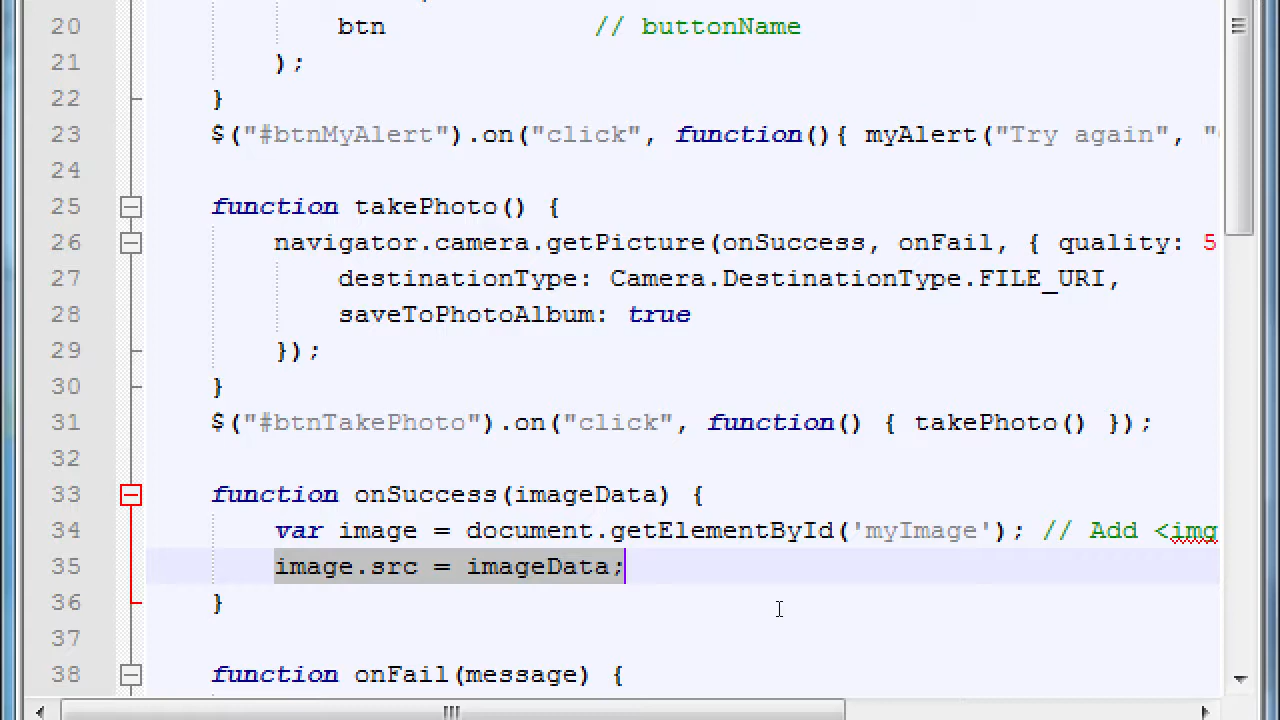 20 btn // buttonName
21 );
22 }
23 $("#btnMyAlert").on("click", function(){ myAlert("Try again", "
24
25 function takePhoto() {
26 navigator.camera.getPicture(onSuccess, onFail, { quality: 5
27 destinationType: Camera.DestinationType.FILE_URI,
28 saveToPhotoAlbum: true
29 });
30 }
31 $("#btnTakePhoto").on("click", function() { takePhoto() });
32
33 function onSuccess(imageData) {
34 var image = document.getElementById('myImage'); // Add <img
35 image.src = imageData;
36 }
37
38 function onFail(message) {